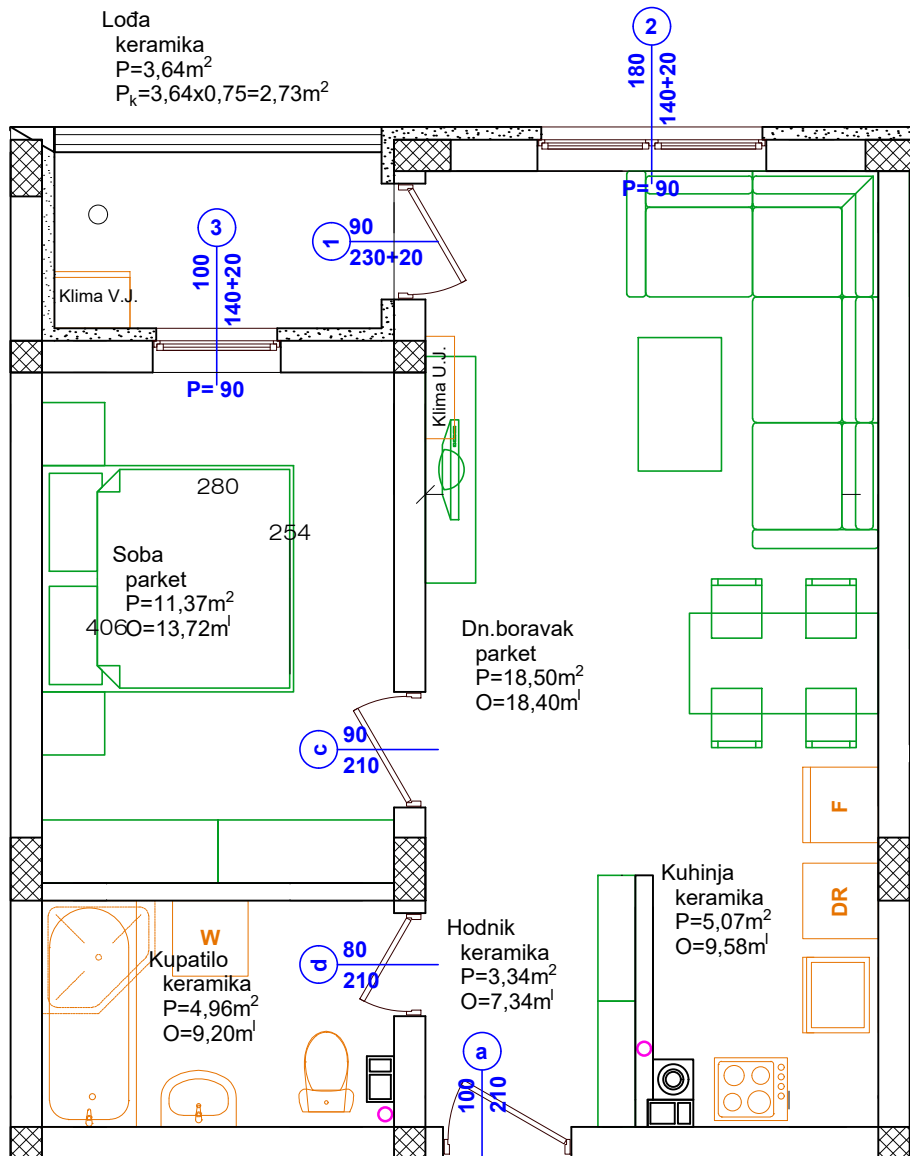 Lođa
keramika
P=3,64m²
Pₖ=3,64x0,75=2,73m²
2
180
140+20
P= 90
3
100
140+20
P= 90
1
90
230+20
Klima V.J.
Klima U.J.
280
254
406
Soba
parket
P=11,37m²
O=13,72mˡ
Dn.boravak
parket
P=18,50m²
O=18,40mˡ
c
90
210
F
DR
Kuhinja
keramika
P=5,07m²
O=9,58mˡ
W
Kupatilo
keramika
P=4,96m²
O=9,20mˡ
d
80
210
Hodnik
keramika
P=3,34m²
O=7,34mˡ
a
100
210